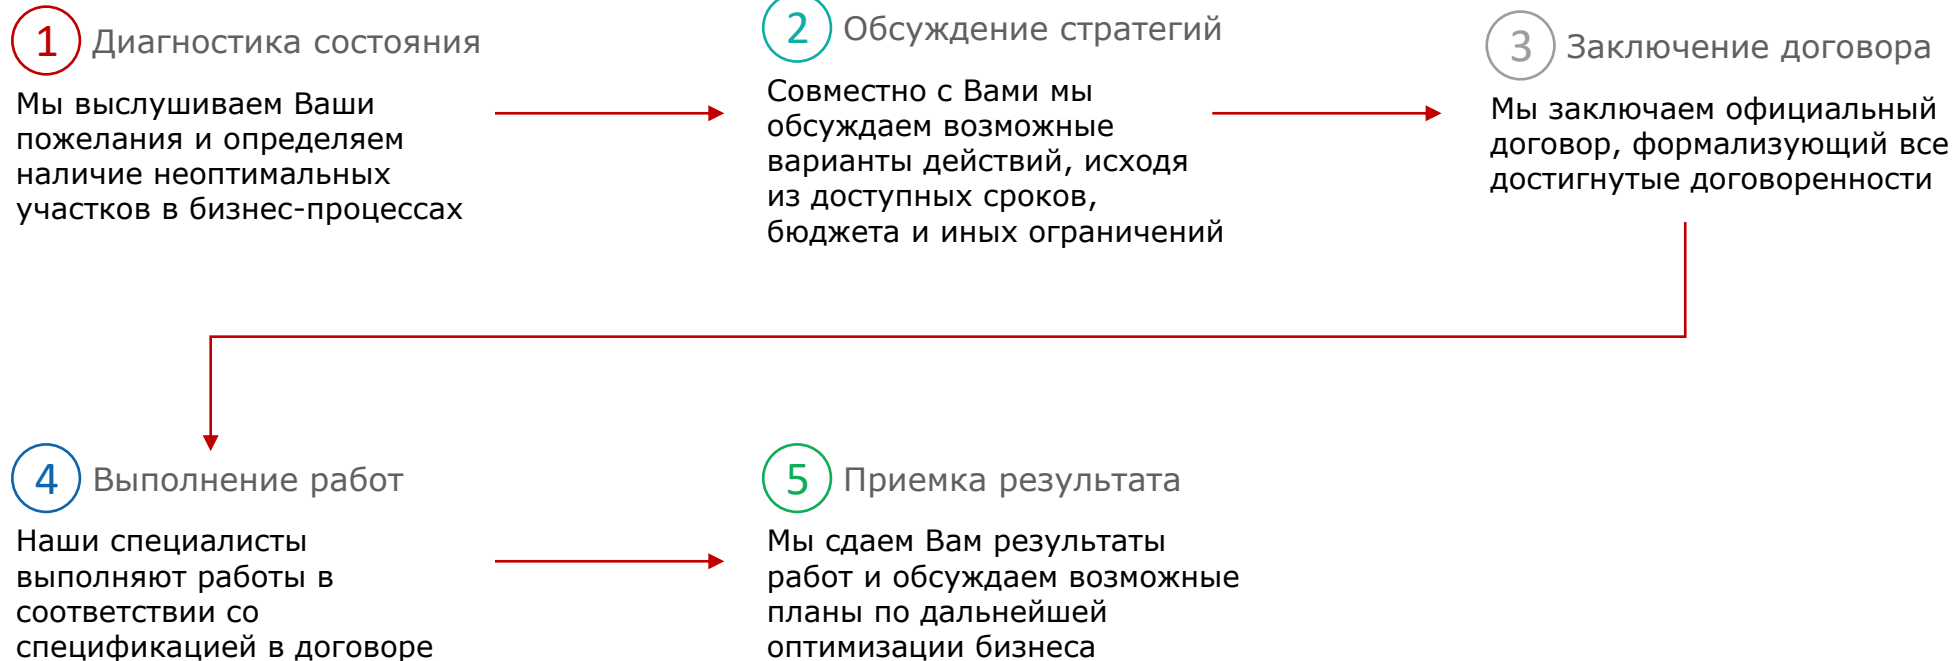 1 Диагностика состояния
Мы выслушиваем Ваши
пожелания и определяем
наличие неоптимальных
участков в бизнес-процессах
2 Обсуждение стратегий
Совместно с Вами мы
обсуждаем возможные
варианты действий, исходя
из доступных сроков,
бюджета и иных ограничений
3 Заключение договора
Мы заключаем официальный
договор, формализующий все
достигнутые договоренности
4 Выполнение работ
Наши специалисты
выполняют работы в
соответствии со
спецификацией в договоре
5 Приемка результата
Мы сдаем Вам результаты
работ и обсуждаем возможные
планы по дальнейшей
оптимизации бизнеса